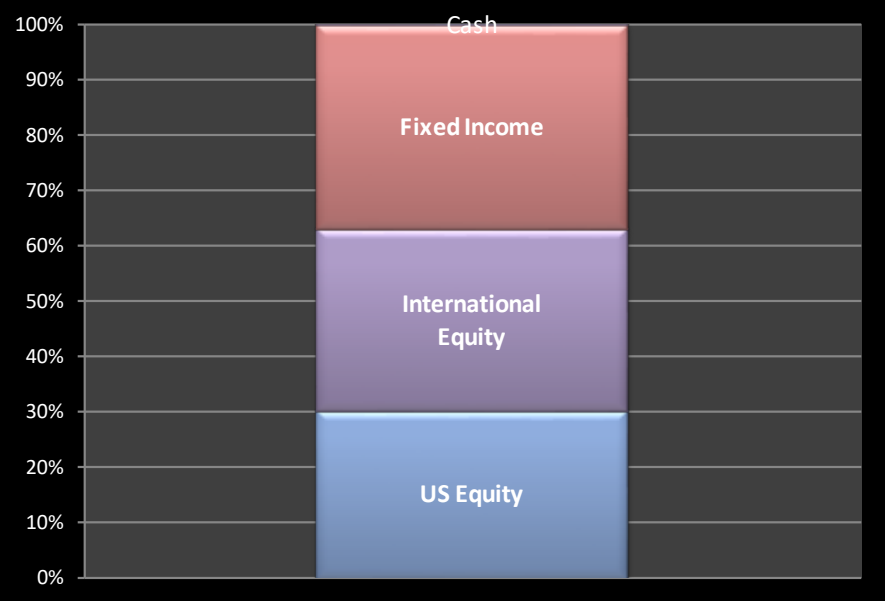 100%
Cash
90%
Fixed Income
80%
70%
60%
International
Equity
50%
40%
30%
20%
US Equity
10%
0%